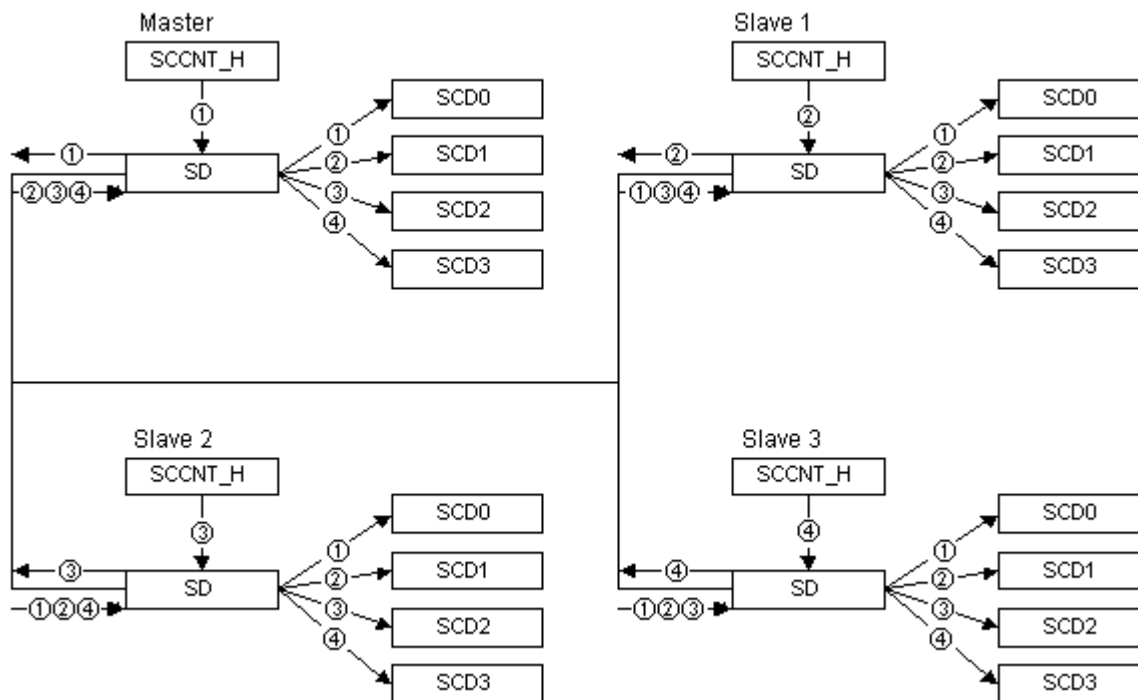 Master
SCCNT_H
①
①
②③④
SD
①
②
③
④
SCD0
SCD1
SCD2
SCD3
Slave 1
SCCNT_H
②
②
①③④
SD
①
②
③
④
SCD0
SCD1
SCD2
SCD3
Slave 2
SCCNT_H
③
③
①②④
SD
①
②
③
④
SCD0
SCD1
SCD2
SCD3
Slave 3
SCCNT_H
④
④
①②③
SD
①
②
③
④
SCD0
SCD1
SCD2
SCD3